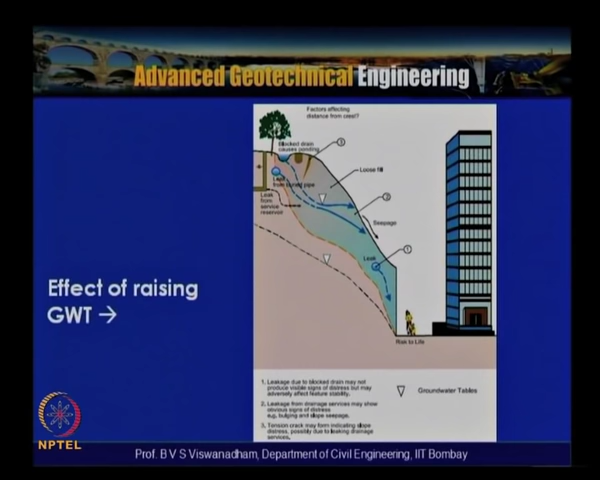 Advanced Geotechnical Engineering
Factors affecting
distance from crest?
Blocked drain
causes ponding
3
Loose fill
Leak
from buried pipe
Leak
from
service
reservoir
2
Seepage
1
Leak
Effect of raising
GWT →
Risk to Life
1. Leakage due to blocked drain may not
produce visible signs of distress but may
adversely affect feature stability.
Groundwater Tables
2. Leakage from drainage services may show
obvious signs of distress
e.g. bulging and slope seepage.
3. Tension crack may form indicating slope
distress, possibly due to leaking drainage
services.
NPTEL
Prof. B V S Viswanadham, Department of Civil Engineering, IIT Bombay